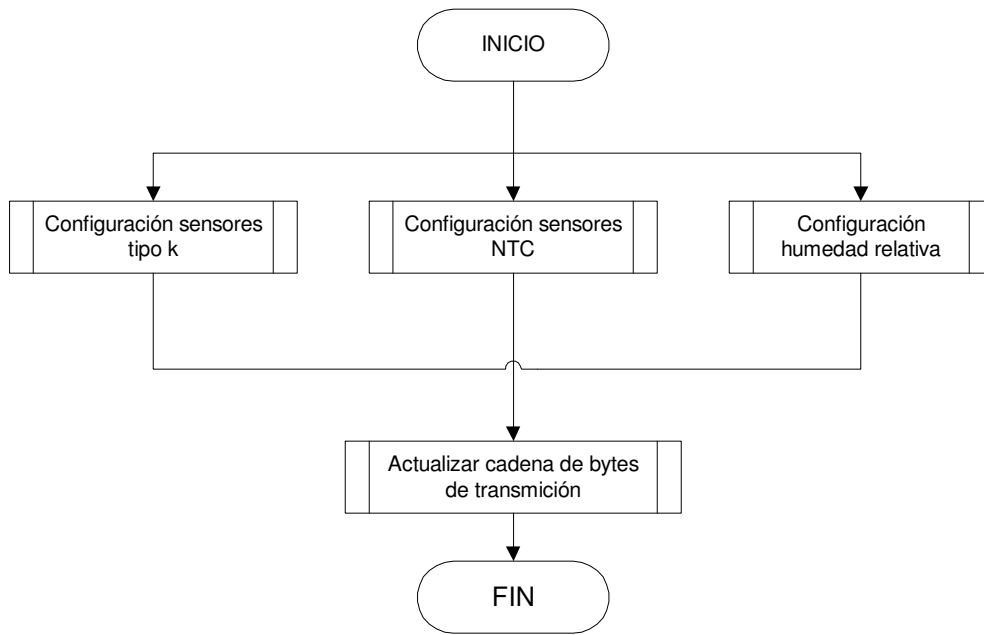 INICIO
Configuración sensores
tipo k
Configuración sensores
NTC
Configuración
humedad relativa
Actualizar cadena de bytes
de transmición
FIN